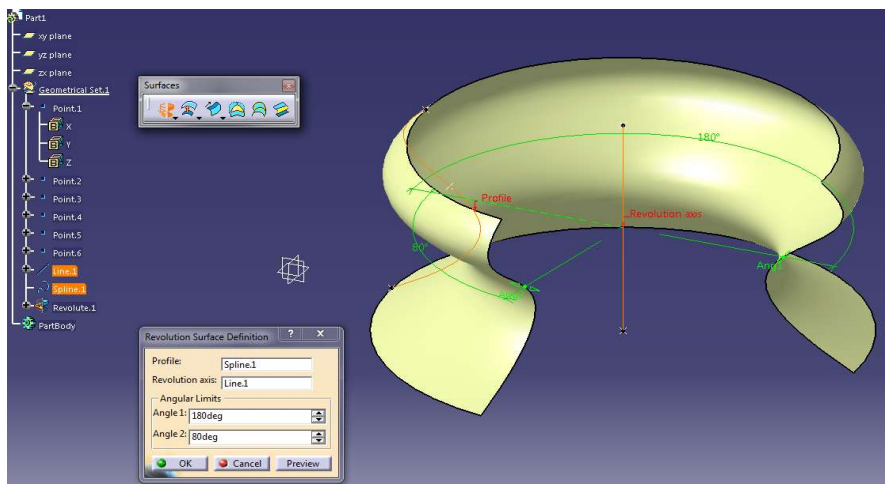 Part1
xy plane
yz plane
zx plane
Geometrical Set.1
Point.1
X
Y
Z
Point.2
Point.3
Point.4
Point.5
Point.6
Line.1
Spline.1
Revolute.1
PartBody
Surfaces
180°
Profile
Revolution axis
80°
Ang1
Revolution Surface Definition ? X
Profile: Spline.1
Revolution axis: Line.1
Angular Limits
Angle 1: 180deg
Angle 2: 80deg
OK Cancel Preview